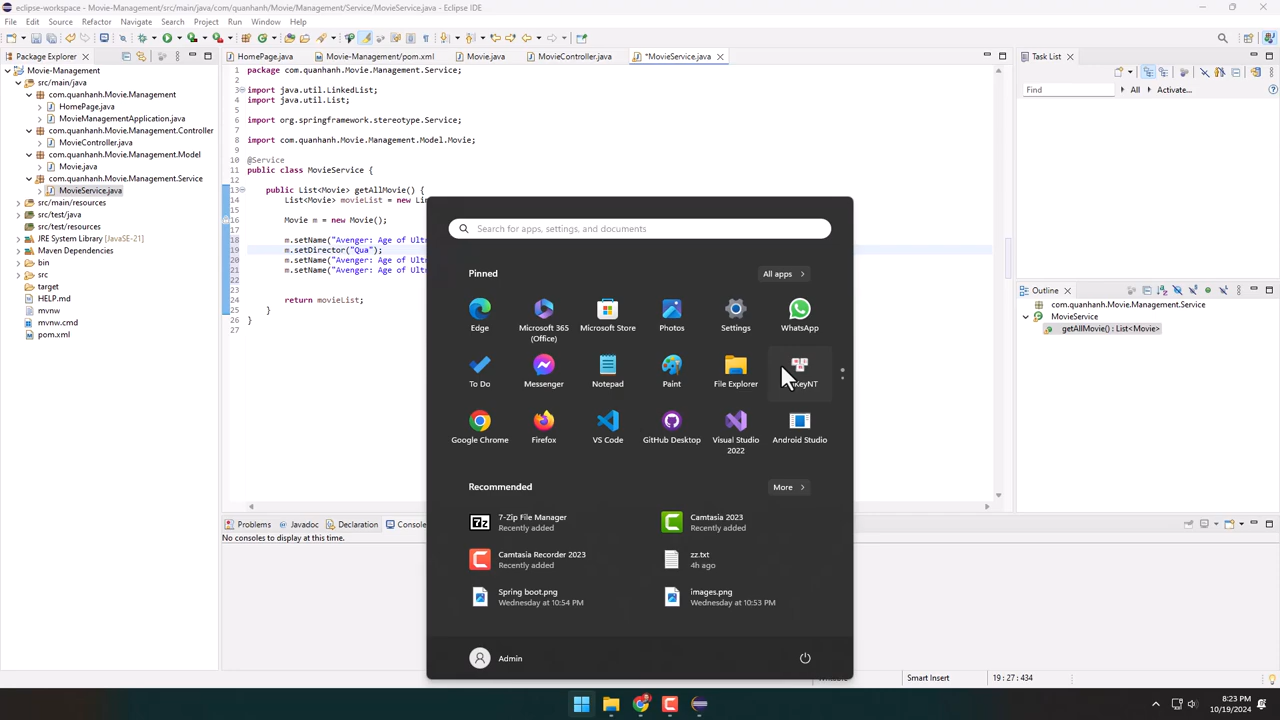 eclipse-workspace - Movie-Management/src/main/java/com/quanhanh/Movie/Management/Service/MovieService.java - Eclipse IDE
File Edit Source Refactor Navigate Search Project Run Window Help
Package Explorer
HomePage.java Movie-Management/pom.xml Movie.java MovieController.java *MovieService.java
Task List
Movie-Management
src/main/java
com.quanhanh.Movie.Management
HomePage.java
MovieManagementApplication.java
com.quanhanh.Movie.Management.Controller
MovieController.java
com.quanhanh.Movie.Management.Model
Movie.java
com.quanhanh.Movie.Management.Service
MovieService.java
src/main/resources
src/test/java
src/test/resources
JRE System Library [JavaSE-21]
Maven Dependencies
bin
src
target
HELP.md
mvnw
mvnw.cmd
pom.xml
1 package com.quanhanh.Movie.Management.Service;
2
3 import java.util.LinkedList;
4 import java.util.List;
5
6 import org.springframework.stereotype.Service;
7
8 import com.quanhanh.Movie.Management.Model.Movie;
9
10 @Service
11 public class MovieService {
12
13 public List<Movie> getAllMovie() {
14 List<Movie> movieList = new Lin
15
16 Movie m = new Movie();
18 m.setName("Avenger: Age of Ult
19 m.setDirector("Qua");
20 m.setName("Avenger: Age of Ult
21 m.setName("Avenger: Age of Ult
22
23
24 return movieList;
25 }
26 }
27
Find All Activate...
Outline
com.quanhanh.Movie.Management.Service
MovieService
getAllMovie() : List<Movie>
Search for apps, settings, and documents
Pinned
All apps
Edge Microsoft 365 (Office) Microsoft Store Photos Settings WhatsApp
To Do Messenger Notepad Paint File Explorer KeyNT
Google Chrome Firefox VS Code GitHub Desktop Visual Studio 2022 Android Studio
Recommended
More
7-Zip File Manager
Recently added
Camtasia 2023
Recently added
Camtasia Recorder 2023
Recently added
zz.txt
4h ago
Spring boot.png
Wednesday at 10:54 PM
images.png
Wednesday at 10:53 PM
Admin
Problems Javadoc Declaration Console
No consoles to display at this time.
Smart Insert 19 : 27 : 434
8:23 PM
10/19/2024